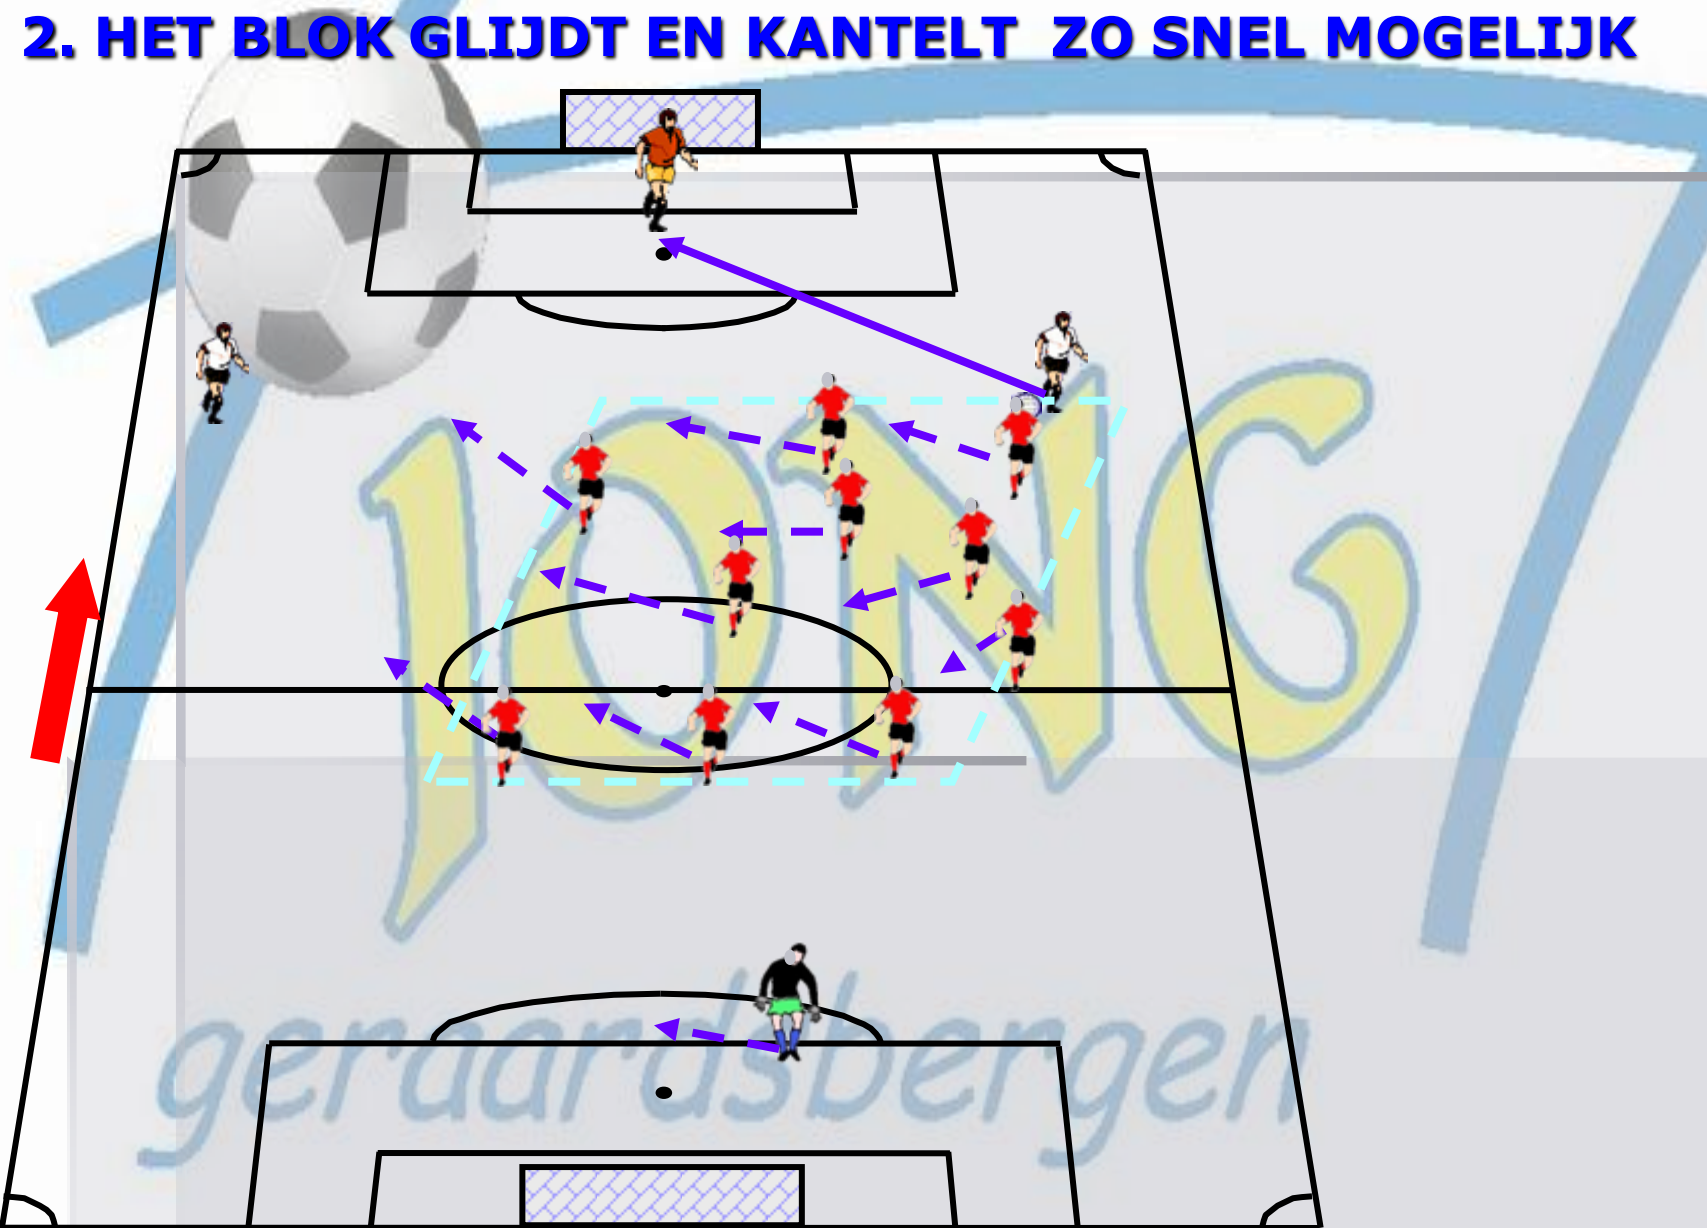 2. HET BLOK GLIJDT EN KANTELT ZO SNEL MOGELIJK
JONG
geraardsbergen